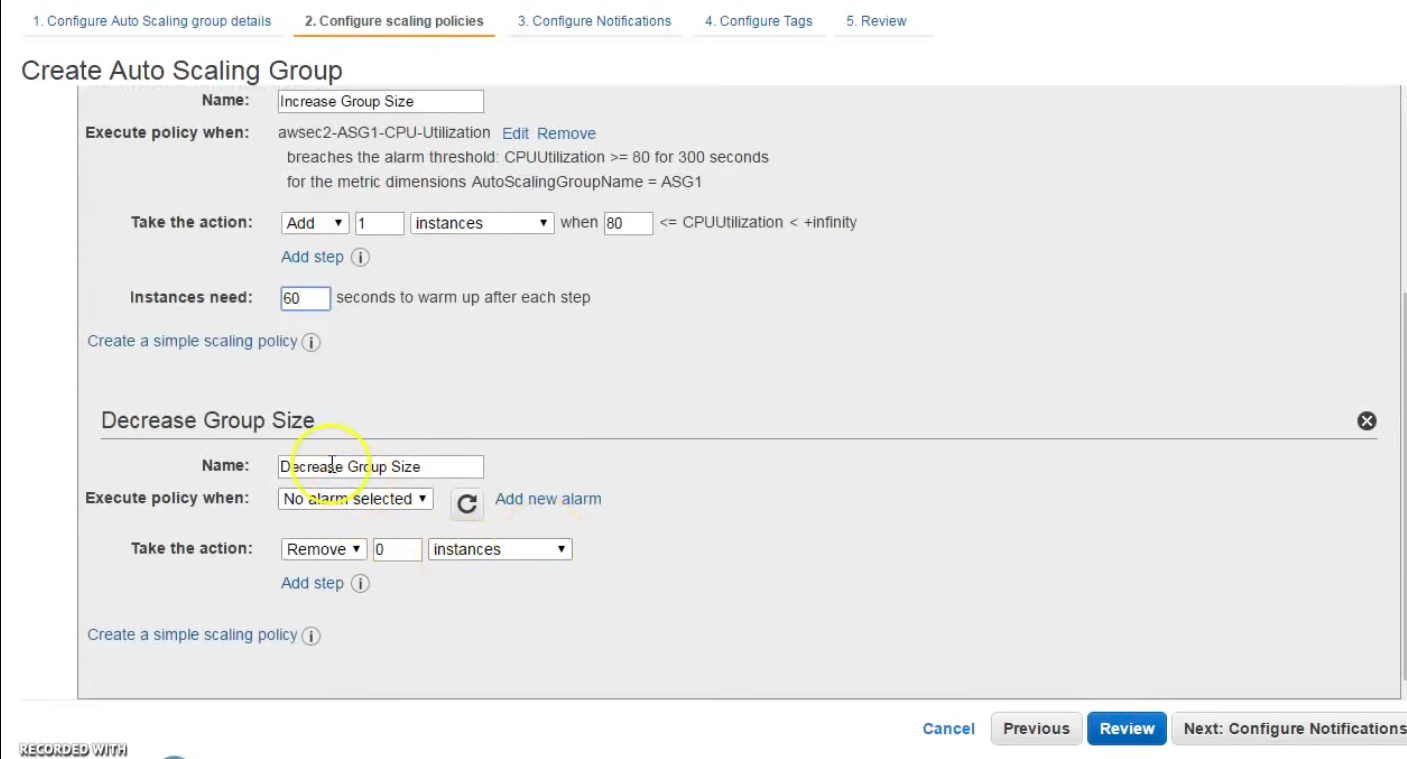 1. Configure Auto Scaling group details 2. Configure scaling policies 3. Configure Notifications 4. Configure Tags 5. Review
Create Auto Scaling Group
Name: Increase Group Size
Execute policy when: awsec2-ASG1-CPU-Utilization Edit Remove
breaches the alarm threshold: CPUUtilization >= 80 for 300 seconds
for the metric dimensions AutoScalingGroupName = ASG1
Take the action: Add 1 instances when 80 <= CPUUtilization < +infinity
Add step i
Instances need: 60 seconds to warm up after each step
Create a simple scaling policy i
Decrease Group Size
Name: Decrease Group Size
Execute policy when: No alarm selected Add new alarm
Take the action: Remove 0 instances
Add step i
Create a simple scaling policy i
Cancel Previous Review Next: Configure Notifications
RECORDED WITH